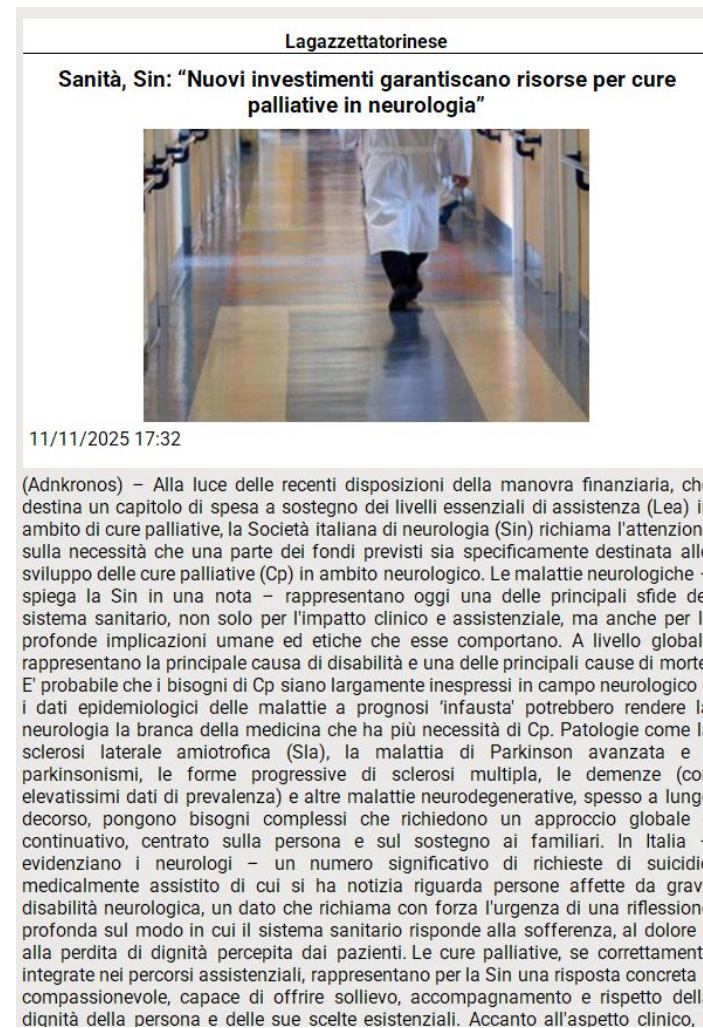 Lagazzettatorinese
Sanità, Sin: “Nuovi investimenti garantiscano risorse per cure
palliative in neurologia”
11/11/2025 17:32
(Adnkronos) – Alla luce delle recenti disposizioni della manovra finanziaria, che
destina un capitolo di spesa a sostegno dei livelli essenziali di assistenza (Lea) i
ambito di cure palliative, la Società italiana di neurologia (Sin) richiama l'attenzion
sulla necessità che una parte dei fondi previsti sia specificamente destinata allo
sviluppo delle cure palliative (Cp) in ambito neurologico. Le malattie neurologiche –
spiega la Sin in una nota – rappresentano oggi una delle principali sfide de
sistema sanitario, non solo per l'impatto clinico e assistenziale, ma anche per l
profonde implicazioni umane ed etiche che esse comportano. A livello global
rappresentano la principale causa di disabilità e una delle principali cause di morte.
E' probabile che i bisogni di Cp siano largamente inespressi in campo neurologico
i dati epidemiologici delle malattie a prognosi ‘infausta' potrebbero rendere la
neurologia la branca della medicina che ha più necessità di Cp. Patologie come la
sclerosi laterale amiotrofica (Sla), la malattia di Parkinson avanzata e
parkinsonismi, le forme progressive di sclerosi multipla, le demenze (con
elevatissimi dati di prevalenza) e altre malattie neurodegenerative, spesso a lungo
decorso, pongono bisogni complessi che richiedono un approccio globale
continuativo, centrato sulla persona e sul sostegno ai familiari. In Italia –
evidenziano i neurologi – un numero significativo di richieste di suicidio
medicalmente assistito di cui si ha notizia riguarda persone affette da grav
disabilità neurologica, un dato che richiama con forza l'urgenza di una riflessione
profonda sul modo in cui il sistema sanitario risponde alla sofferenza, al dolore
alla perdita di dignità percepita dai pazienti. Le cure palliative, se correttament
integrate nei percorsi assistenziali, rappresentano per la Sin una risposta concreta
compassionevole, capace di offrire sollievo, accompagnamento e rispetto della
dignità della persona e delle sue scelte esistenziali. Accanto all'aspetto clinico,